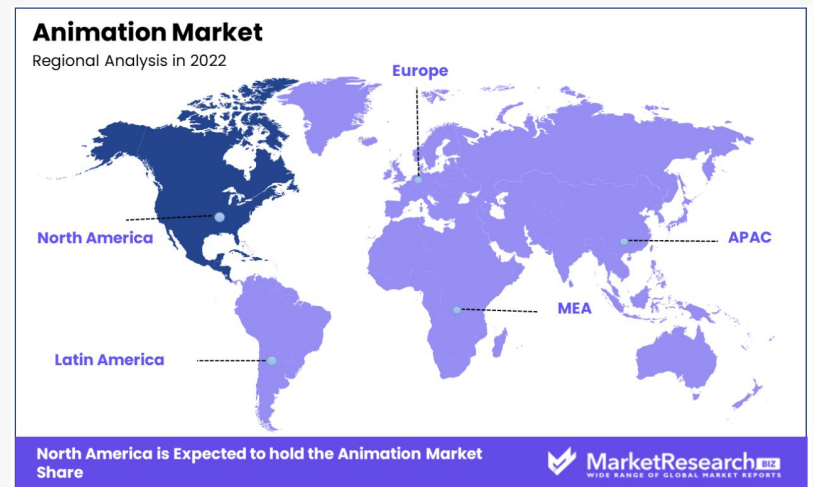 Animation Market
Regional Analysis in 2022
Europe
North America
APAC
MEA
Latin America
North America is Expected to hold the Animation Market
Share
MarketResearch BIZ
WIDE RANGE OF GLOBAL MARKET REPORTS